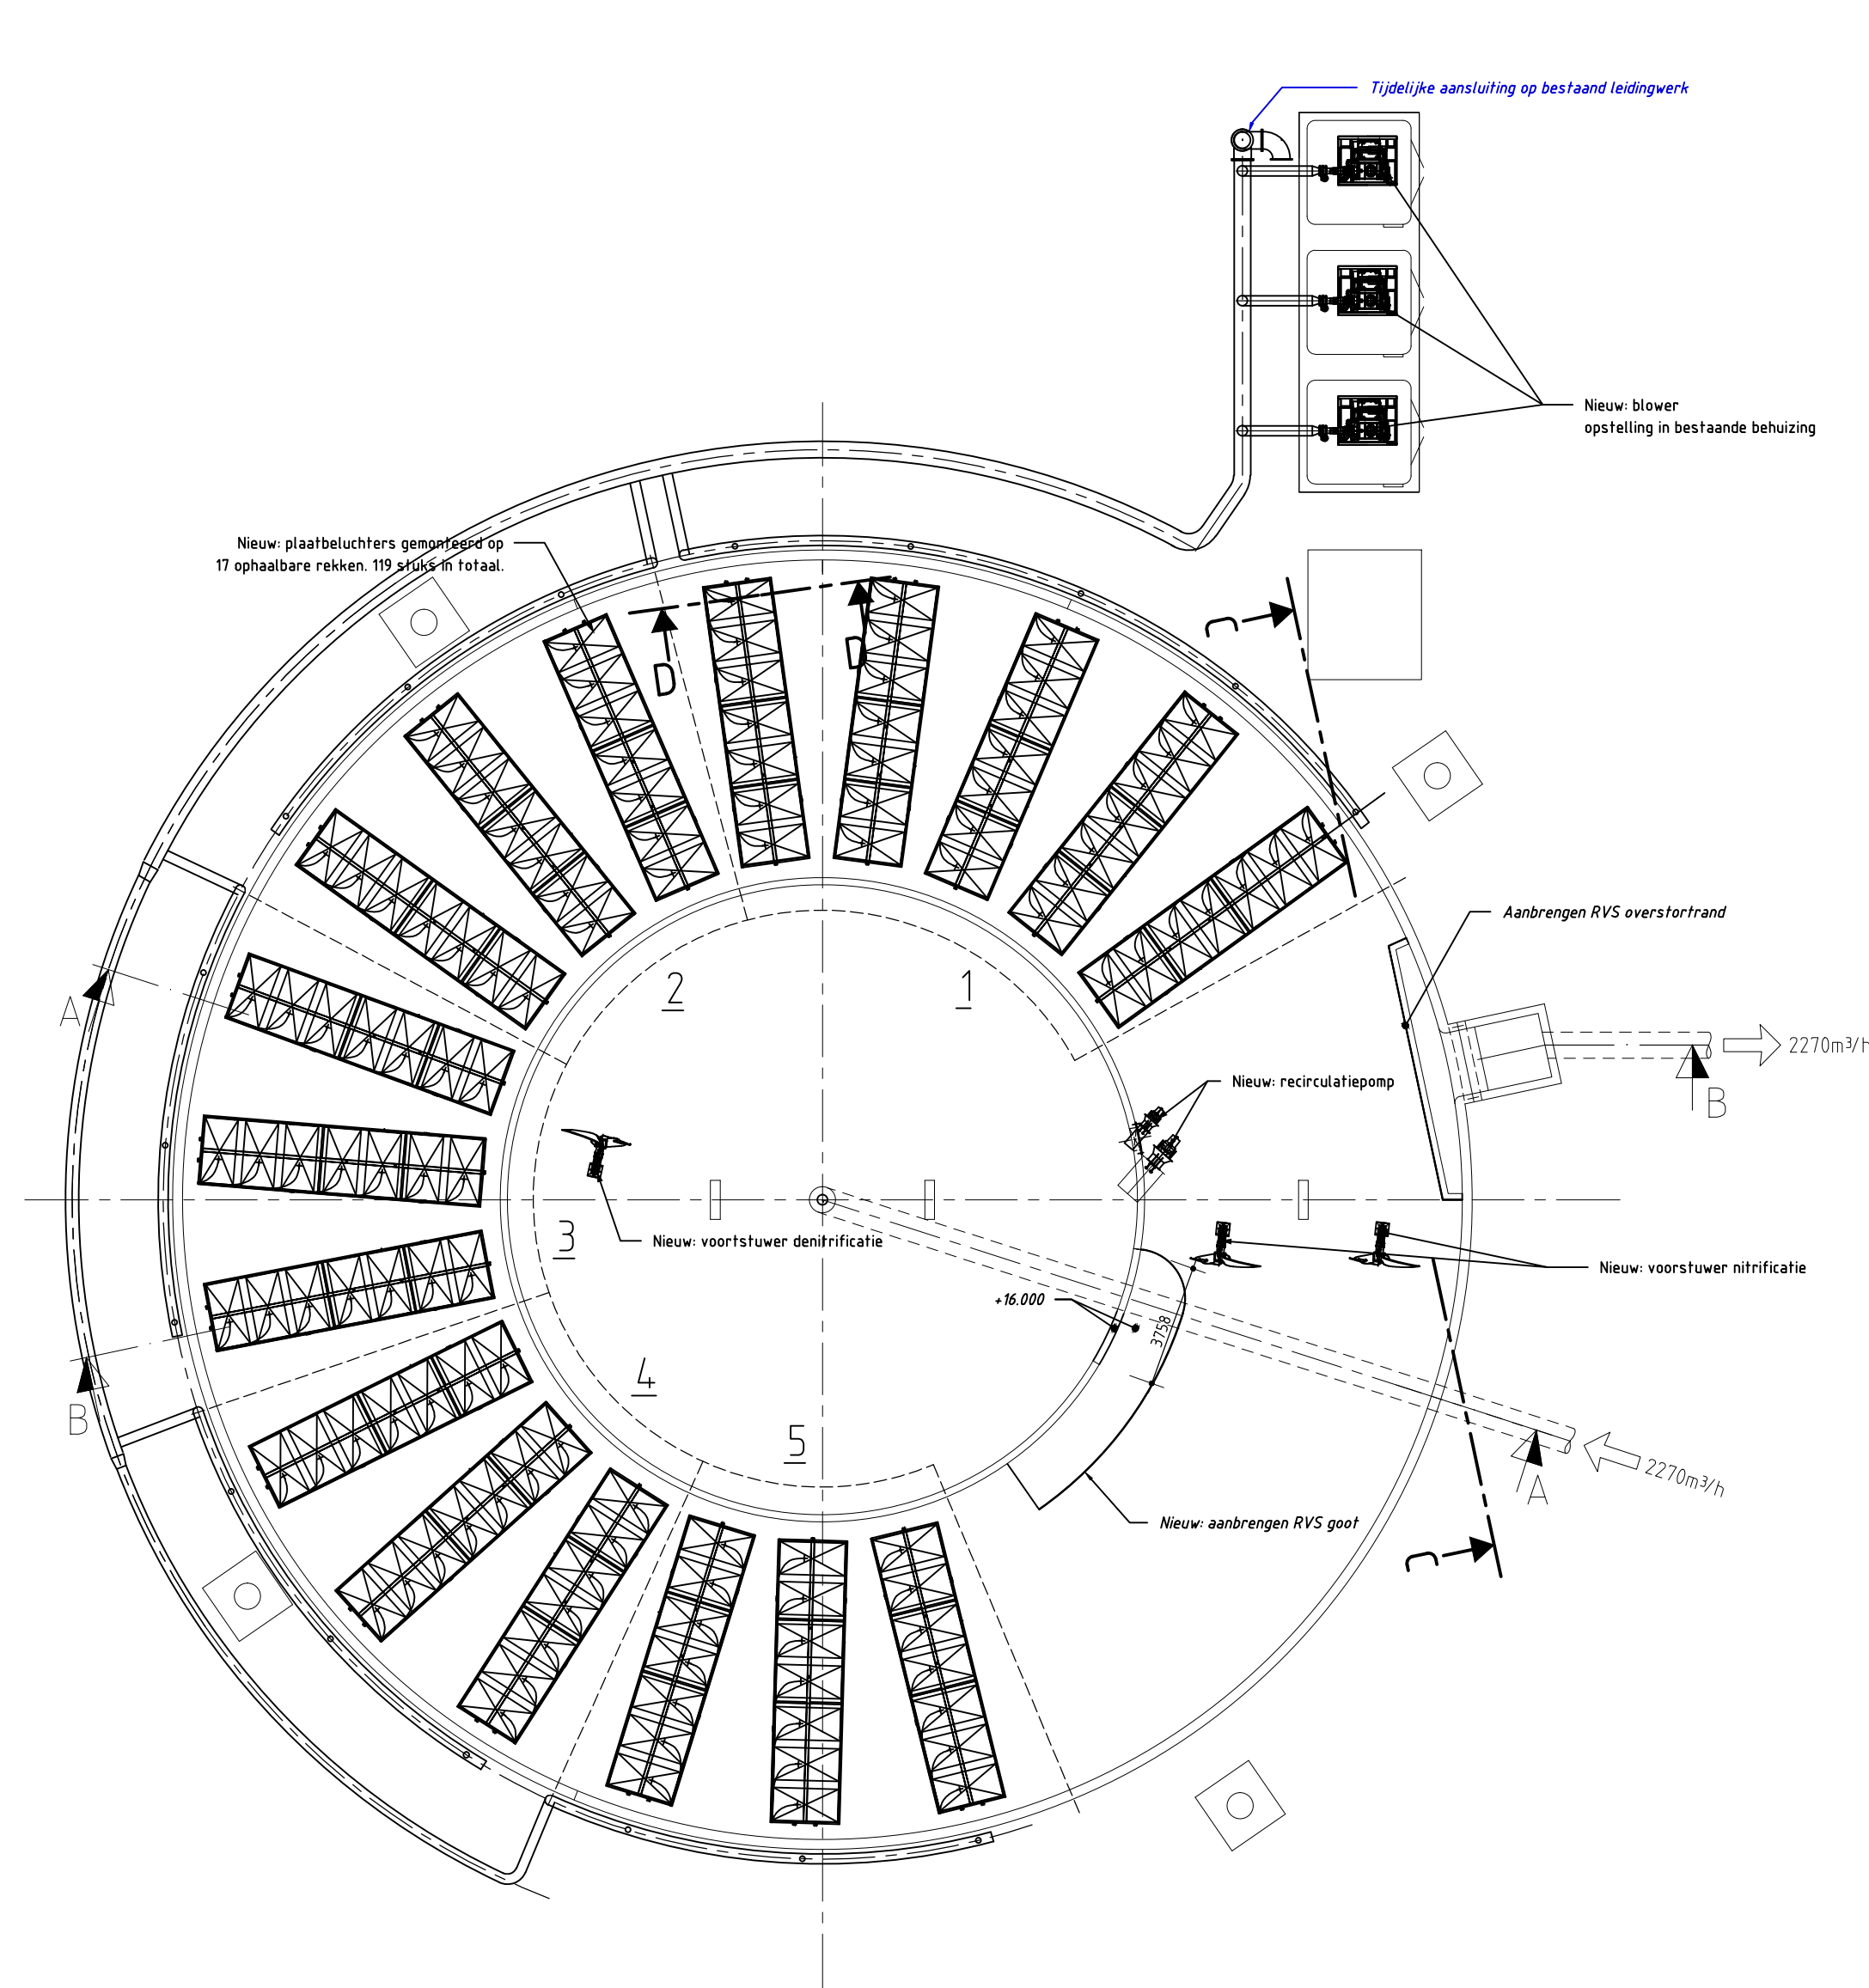 Tijdelijke aansluiting op bestaand leidingwerk
Nieuw: blower
opstelling in bestaande behuizing
Nieuw: plaatbeluchters gemonteerd op
17 ophaalbare rekken. 119 stuks in totaal.
C
D
D
Aanbrengen RVS overstortrand
2
1
A
2270m³/h
B
Nieuw: recirculatiepomp
3
Nieuw: voortstuwer denitrificatie
Nieuw: voorstuwer nitrificatie
+16.000
3758
4
B
5
2270m³/h
A
Nieuw: aanbrengen RVS goot
C